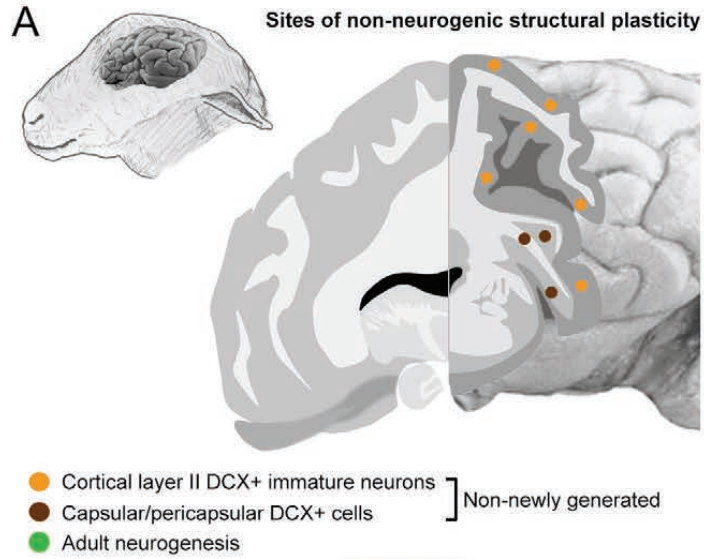 A
Sites of non-neurogenic structural plasticity
Cortical layer II DCX+ immature neurons
Capsular/pericapsular DCX+ cells
Non-newly generated
Adult neurogenesis